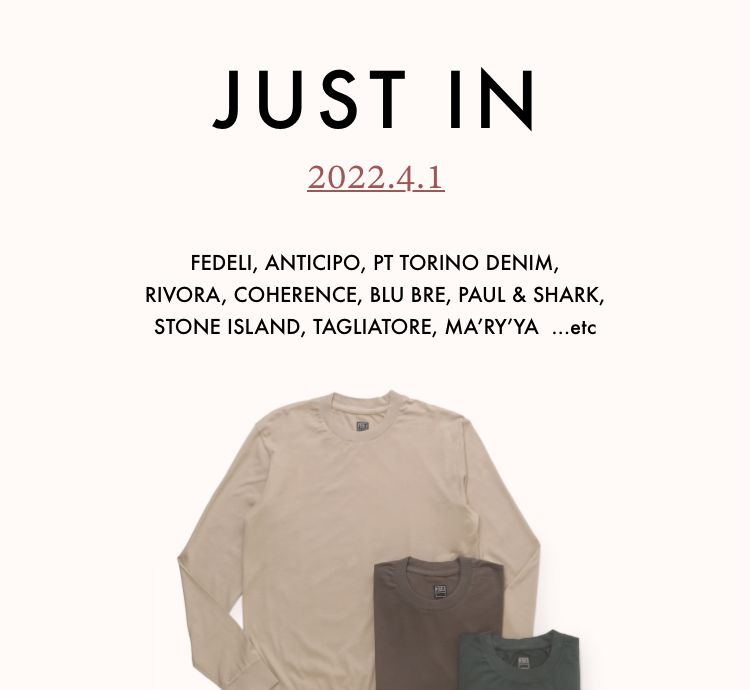 JUST IN
2022.4.1
FEDELI, ANTICIPO, PT TORINO DENIM,
RIVORA, COHERENCE, BLU BRE, PAUL & SHARK,
STONE ISLAND, TAGLIATORE, MA’RY’YA ...etc